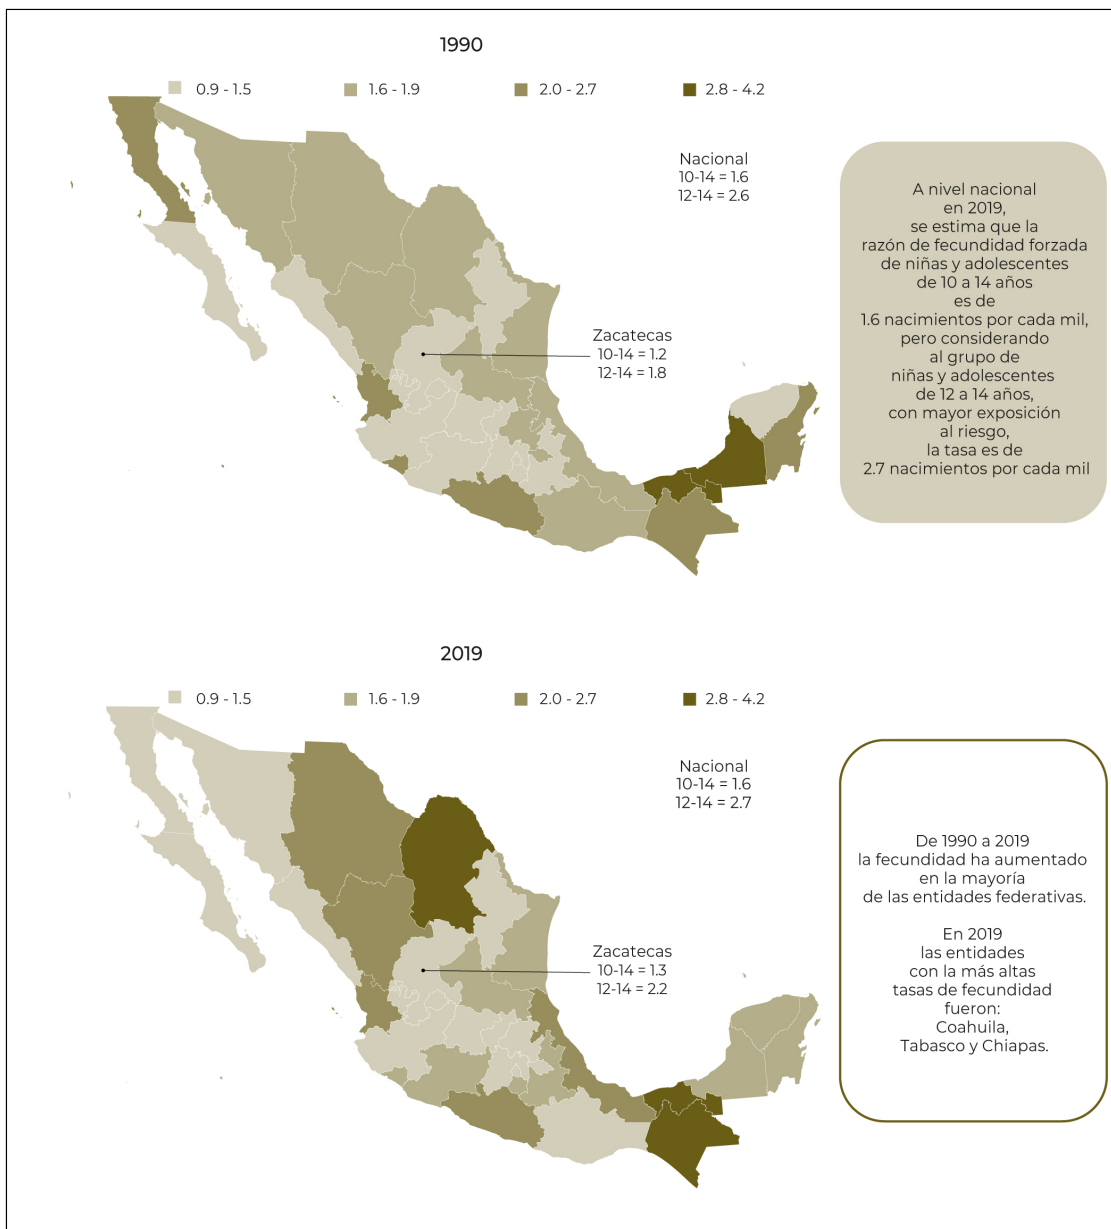 1990
0.9 - 1.5
1.6 - 1.9
2.0 - 2.7
2.8 - 4.2
Nacional
10-14 = 1.6
12-14 = 2.6
Zacatecas
10-14 = 1.2
12-14 = 1.8
A nivel nacional
en 2019,
se estima que la
razón de fecundidad forzada
de niñas y adolescentes
de 10 a 14 años
es de
1.6 nacimientos por cada mil,
pero considerando
al grupo de
niñas y adolescentes
de 12 a 14 años,
con mayor exposición
al riesgo,
la tasa es de
2.7 nacimientos por cada mil
2019
0.9 - 1.5
1.6 - 1.9
2.0 - 2.7
2.8 - 4.2
Nacional
10-14 = 1.6
12-14 = 2.7
Zacatecas
10-14 = 1.3
12-14 = 2.2
De 1990 a 2019
la fecundidad ha aumentado
en la mayoría
de las entidades federativas.
En 2019
las entidades
con la más altas
tasas de fecundidad
fueron:
Coahuila,
Tabasco y Chiapas.